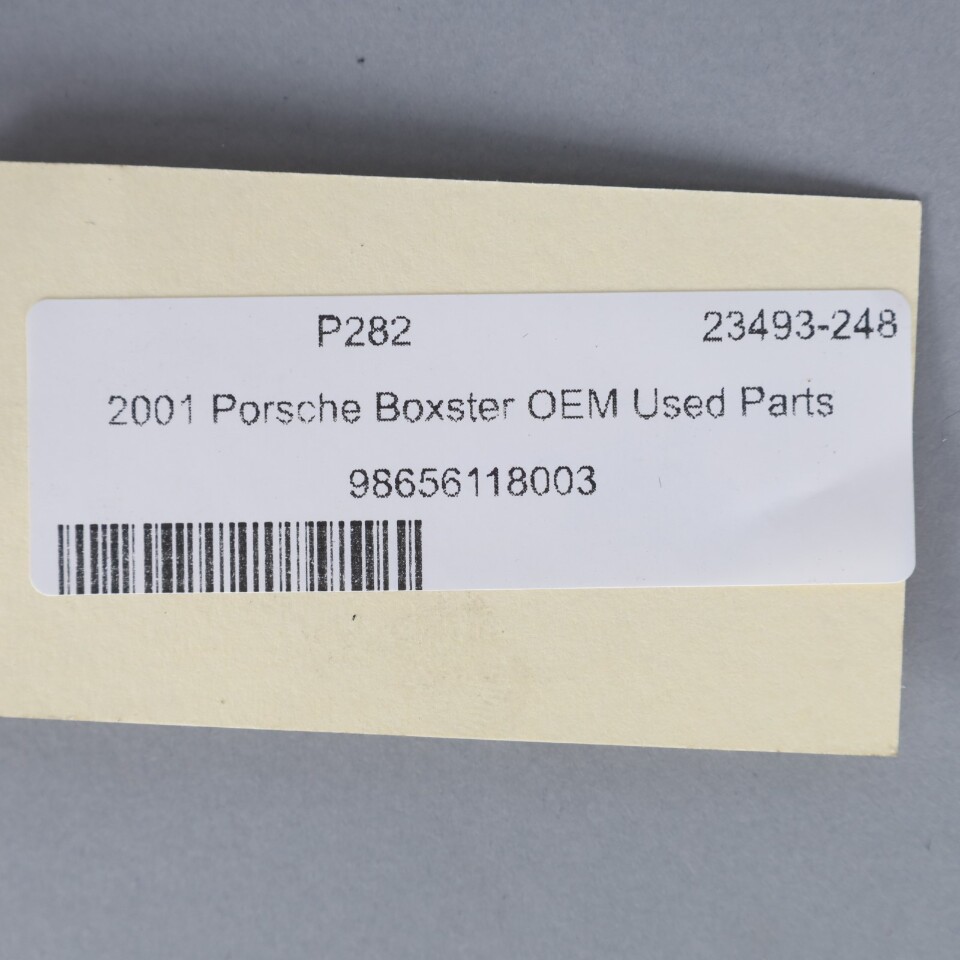 P282 23493-248
2001 Porsche Boxster OEM Used Parts
98656118003